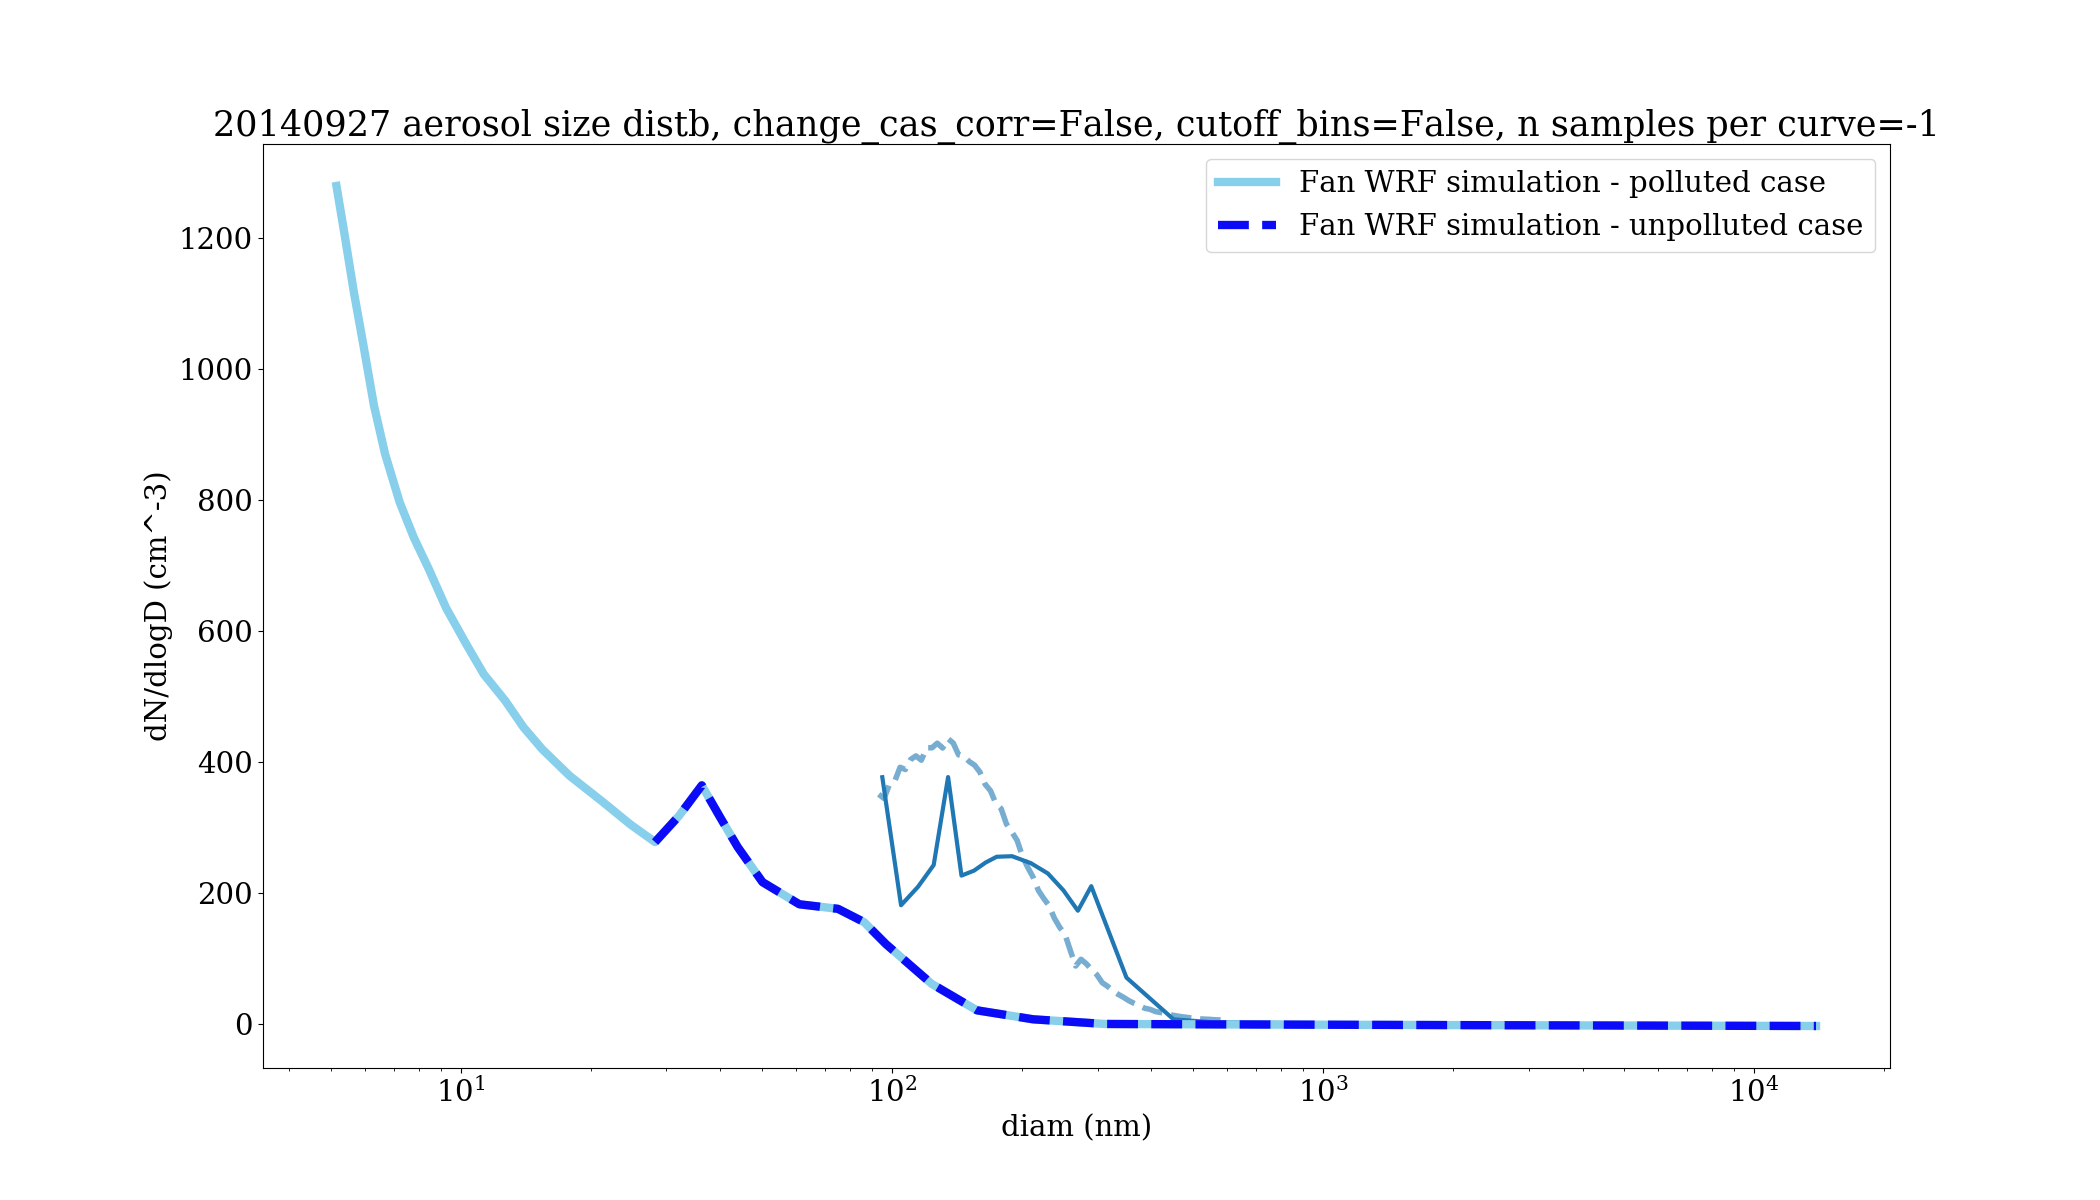 20140927 aerosol size distb, change_cas_corr=False, cutoff_bins=False, n samples per curve=-1
Fan WRF simulation - polluted case
Fan WRF simulation - unpolluted case
1200
1000
800
600
400
200
0
dN/dlogD (cm^-3)
10¹ 10² 10³ 10⁴
diam (nm)